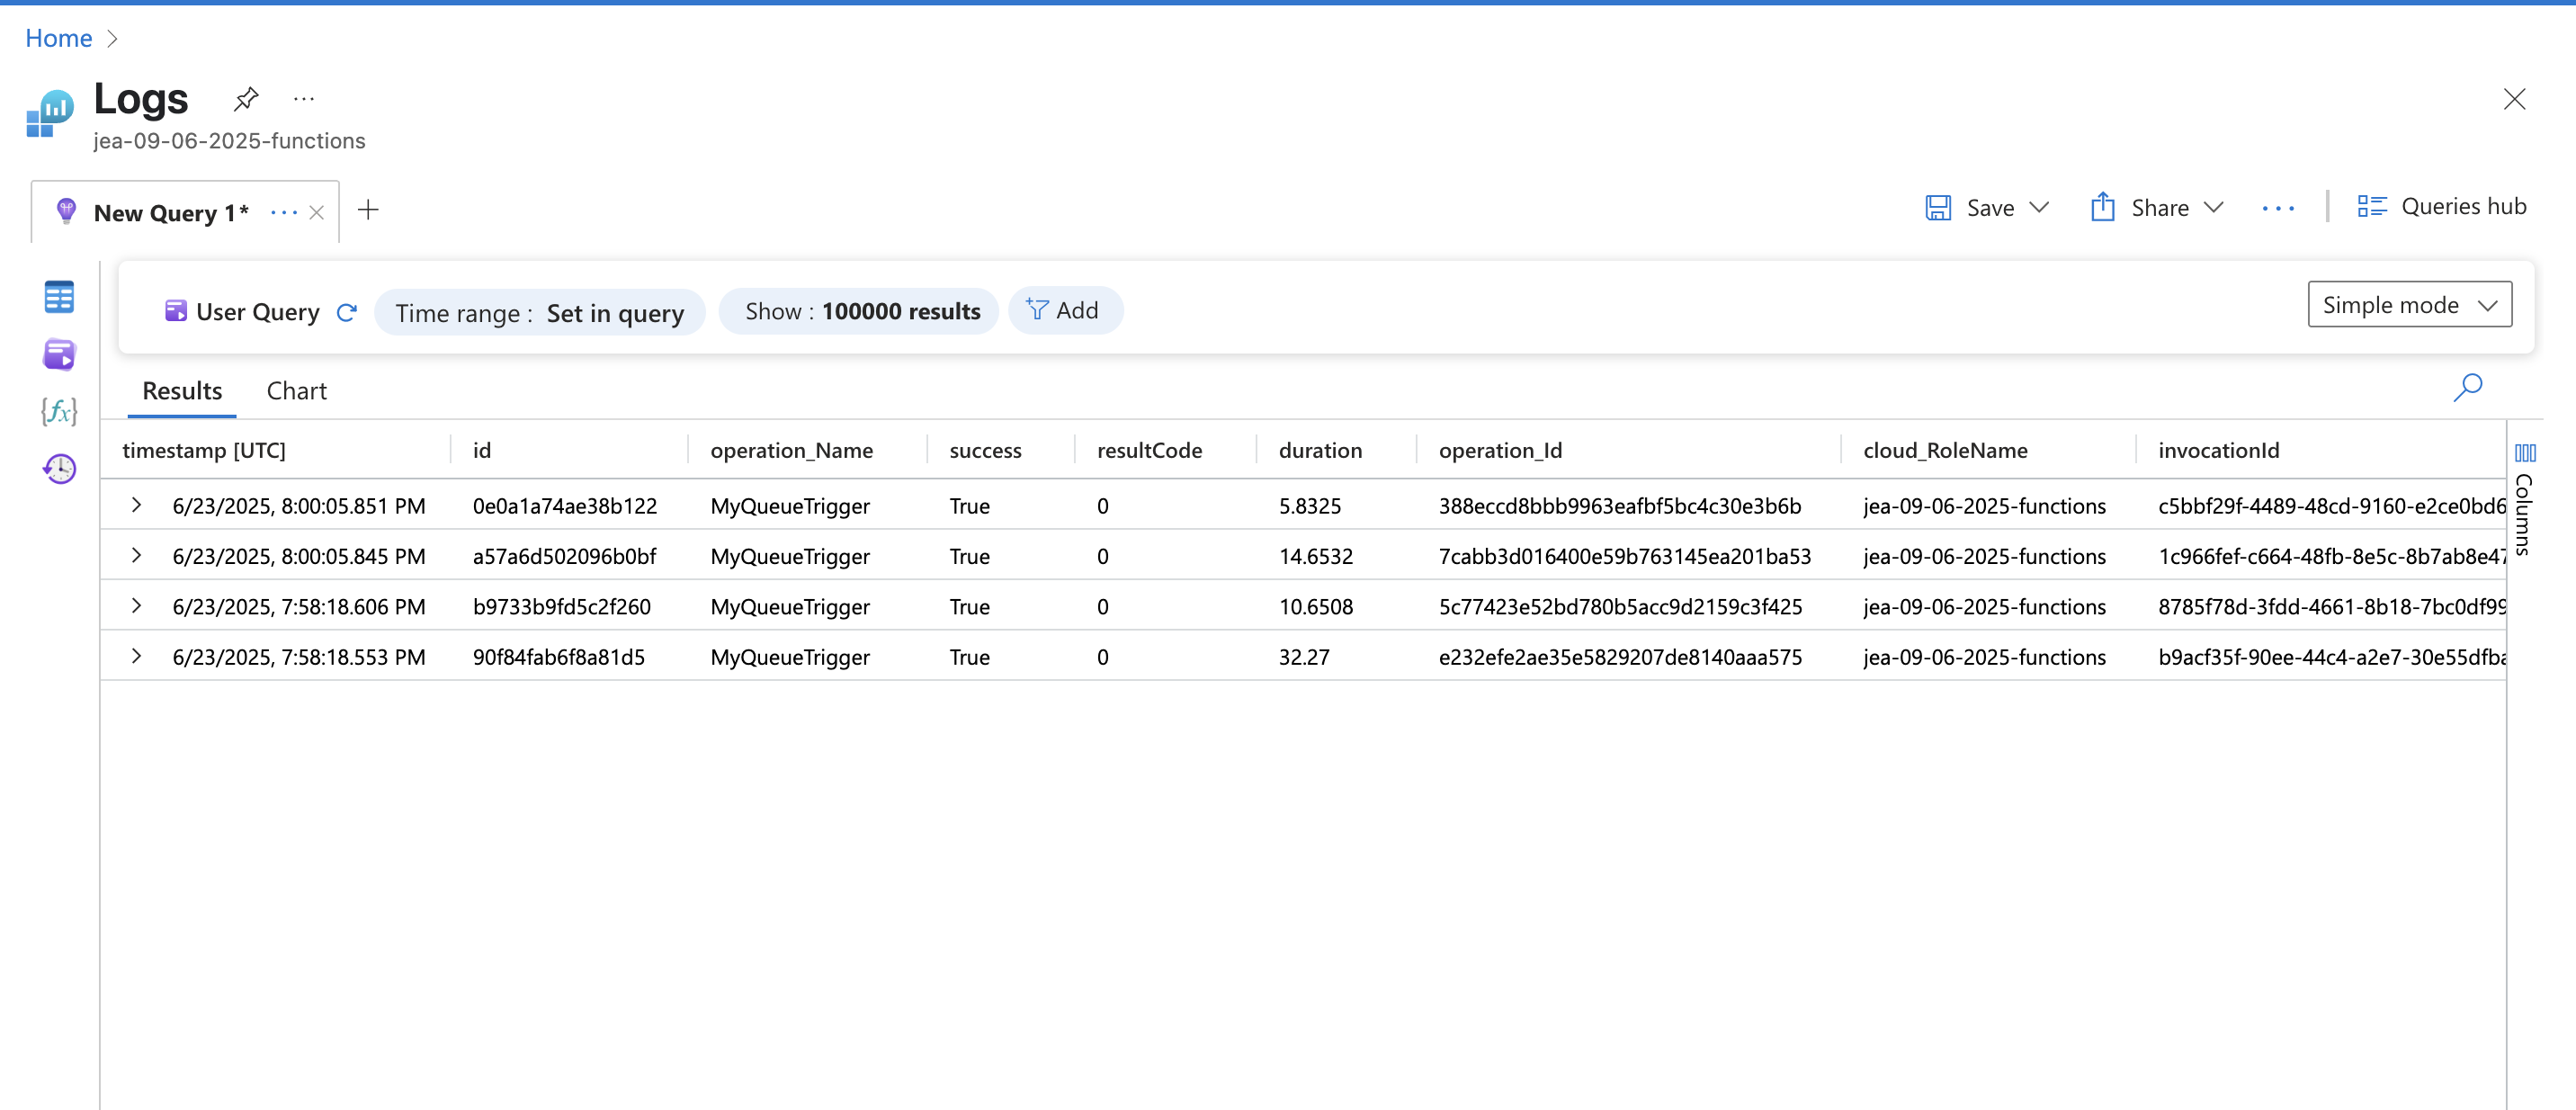 Home
Logs
...
jea-09-06-2025-functions
New Query 1* ...
Save Share ... Queries hub
User Query Time range : Set in query Show : 100000 results Add Simple mode
{fx}
Results Chart
timestamp [UTC] id operation_Name success resultCode duration operation_Id cloud_RoleName invocationId
6/23/2025, 8:00:05.851 PM 0e0a1a74ae38b122 MyQueueTrigger True 0 5.8325 388eccd8bbb9963eafbf5bc4c30e3b6b jea-09-06-2025-functions c5bbf29f-4489-48cd-9160-e2ce0bd6
6/23/2025, 8:00:05.845 PM a57a6d502096b0bf MyQueueTrigger True 0 14.6532 7cabb3d016400e59b763145ea201ba53 jea-09-06-2025-functions 1c966fef-c664-48fb-8e5c-8b7ab8e47
6/23/2025, 7:58:18.606 PM b9733b9fd5c2f260 MyQueueTrigger True 0 10.6508 5c77423e52bd780b5acc9d2159c3f425 jea-09-06-2025-functions 8785f78d-3fdd-4661-8b18-7bc0df99
6/23/2025, 7:58:18.553 PM 90f84fab6f8a81d5 MyQueueTrigger True 0 32.27 e232efe2ae35e5829207de8140aaa575 jea-09-06-2025-functions b9acf35f-90ee-44c4-a2e7-30e55dfba
Columns